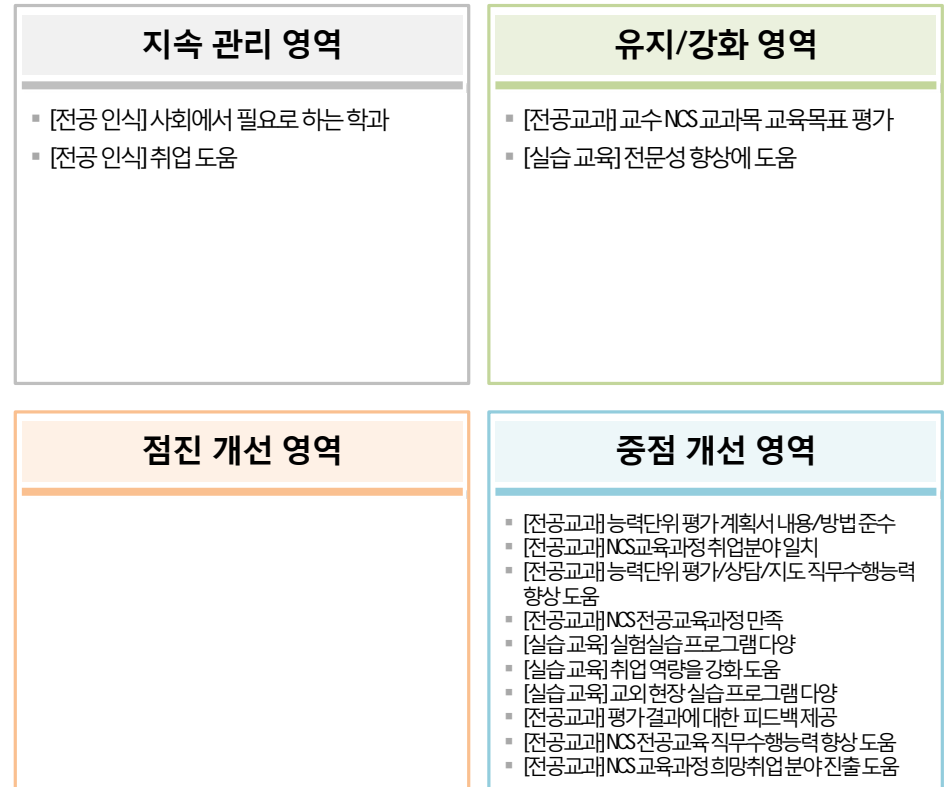 지속 관리 영역
[전공 인식] 사회에서 필요로 하는 학과
[전공 인식] 취업 도움
유지/강화 영역
[전공교과] 교수 NCS 교과목 교육목표 평가
[실습 교육] 전문성 향상에 도움
점진 개선 영역
중점 개선 영역
[전공교과] 능력단위 평가 계획서 내용/방법 준수
[전공교과] NCS교육과정 취업분야 일치
[전공교과] 능력단위 평가/상담/지도 직무수행능력
향상 도움
[전공교과] NCS 전공교육과정 만족
[실습 교육] 실험실습 프로그램 다양
[실습 교육] 취업 역량을 강화 도움
[실습 교육] 교외 현장 실습 프로그램 다양
[전공교과] 평가 결과에 대한 피드백 제공
[전공교과] NCS 전공교육 직무수행능력 향상 도움
[전공교과] NCS 교육과정 희망취업 분야 진출 도움